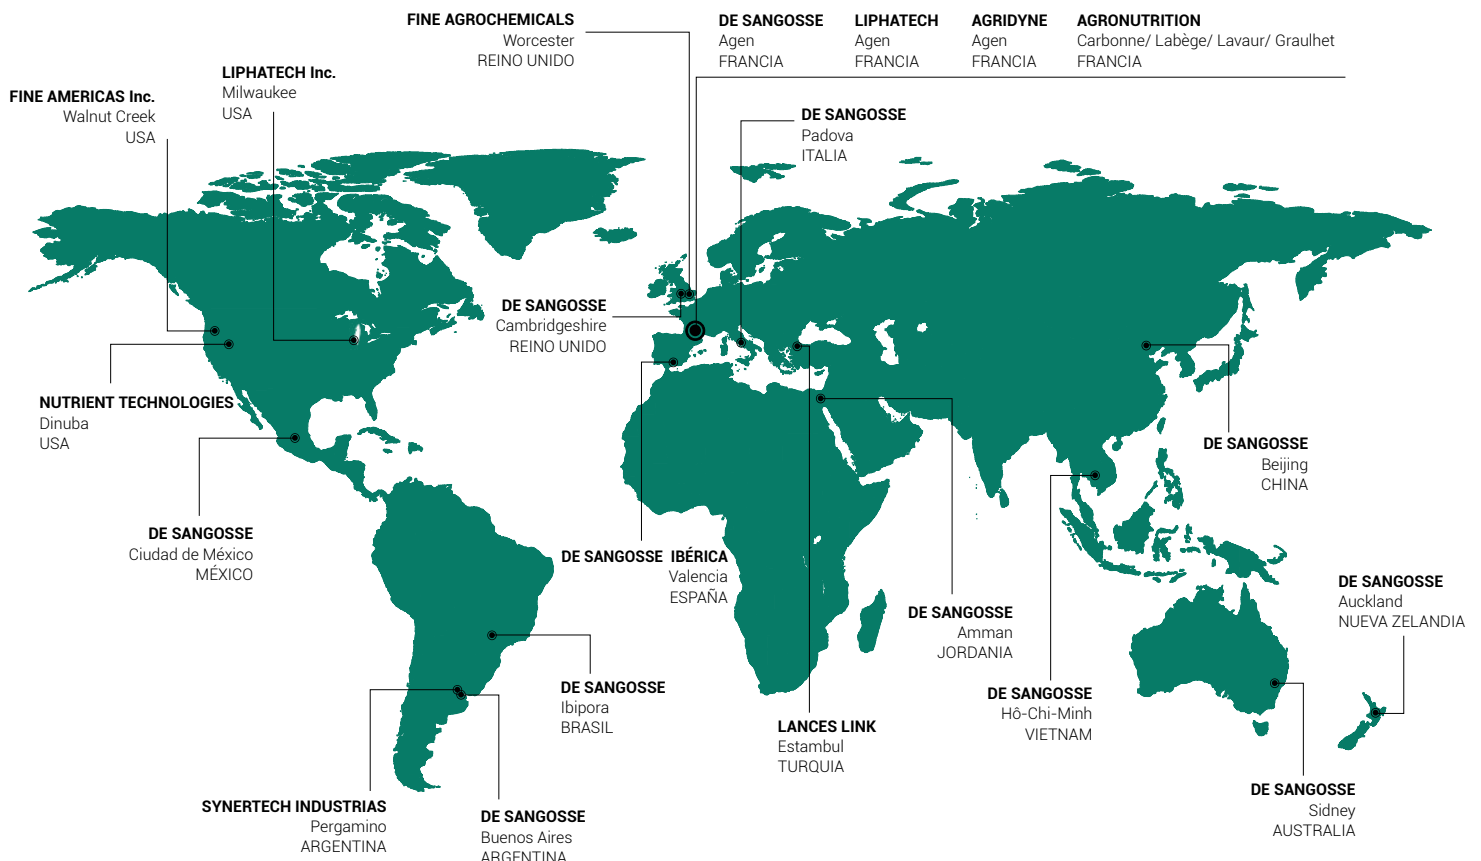 FINE AGROCHEMICALS
Worcester
REINO UNIDO
DE SANGOSSE
Agen
FRANCIA
LIPHATECH
Agen
FRANCIA
AGRIDYNE
Agen
FRANCIA
AGRONUTRITION
Carbonne/ Labège/ Lavaur/ Graulhet
FRANCIA
LIPHATECH Inc.
Milwaukee
USA
FINE AMERICAS Inc.
Walnut Creek
USA
DE SANGOSSE
Padova
ITALIA
DE SANGOSSE
Cambridgeshire
REINO UNIDO
NUTRIENT TECHNOLOGIES
Dinuba
USA
DE SANGOSSE
Beijing
CHINA
DE SANGOSSE
Ciudad de México
MÉXICO
DE SANGOSSE IBÉRICA
Valencia
ESPAÑA
DE SANGOSSE
Auckland
NUEVA ZELANDIA
DE SANGOSSE
Amman
JORDANIA
DE SANGOSSE
Ibipora
BRASIL
DE SANGOSSE
Hô-Chi-Minh
VIETNAM
LANCES LINK
Estambul
TURQUIA
DE SANGOSSE
Sidney
AUSTRALIA
SYNERTECH INDUSTRIAS
Pergamino
ARGENTINA
DE SANGOSSE
Buenos Aires
ARGENTINA